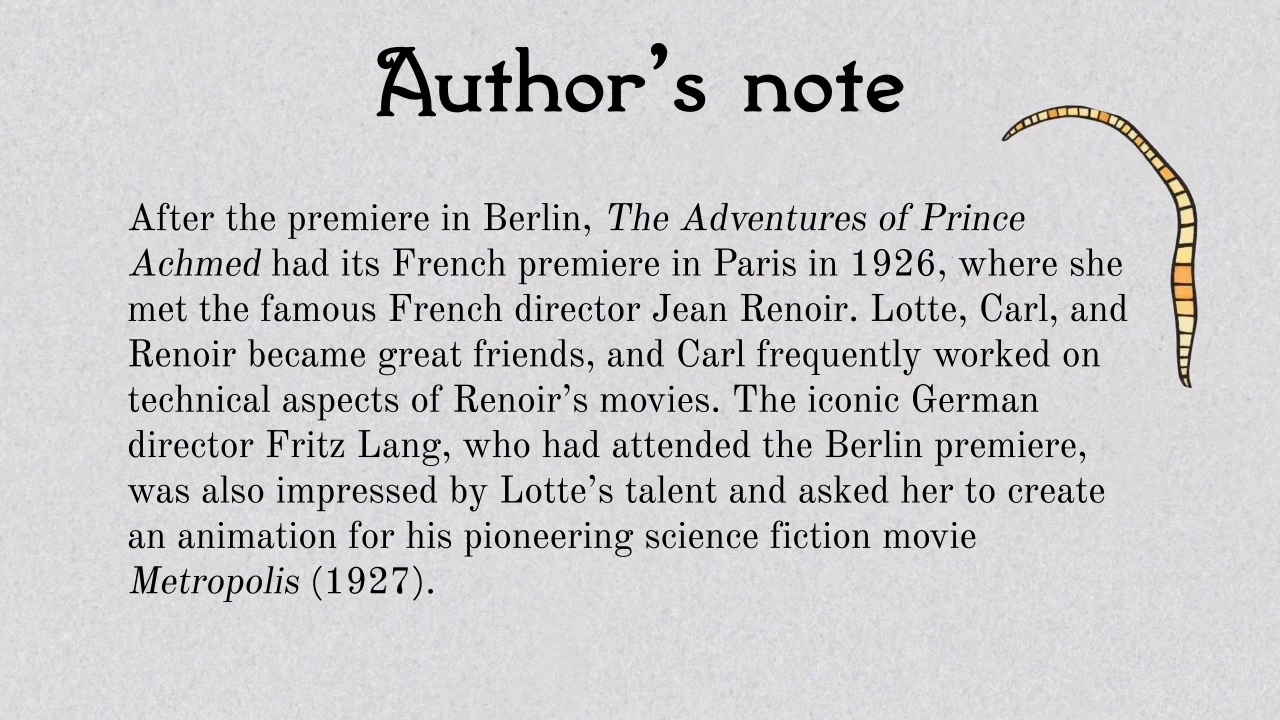 Author’s note
After the premiere in Berlin, The Adventures of Prince
Achmed had its French premiere in Paris in 1926, where she
met the famous French director Jean Renoir. Lotte, Carl, and
Renoir became great friends, and Carl frequently worked on
technical aspects of Renoir’s movies. The iconic German
director Fritz Lang, who had attended the Berlin premiere,
was also impressed by Lotte’s talent and asked her to create
an animation for his pioneering science fiction movie
Metropolis (1927).